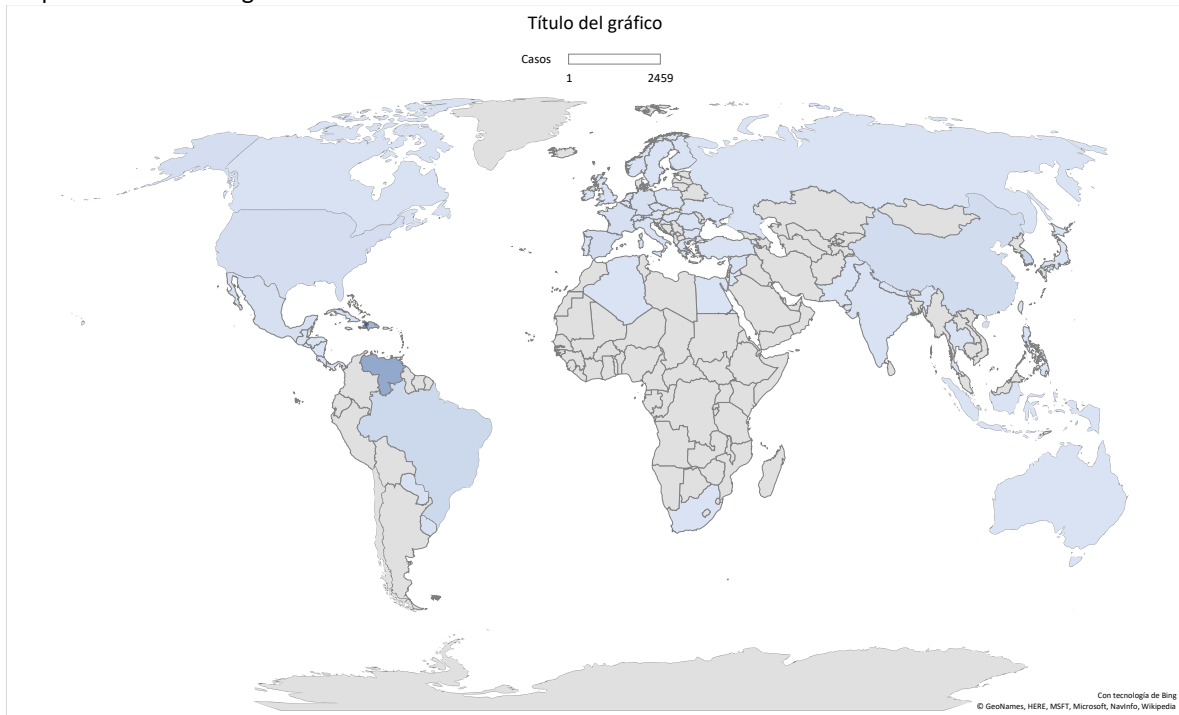 Título del gráfico
Casos
1 2459
Con tecnología de Bing
© GeoNames, HERE, MSFT, Microsoft, NavInfo, Wikipedia